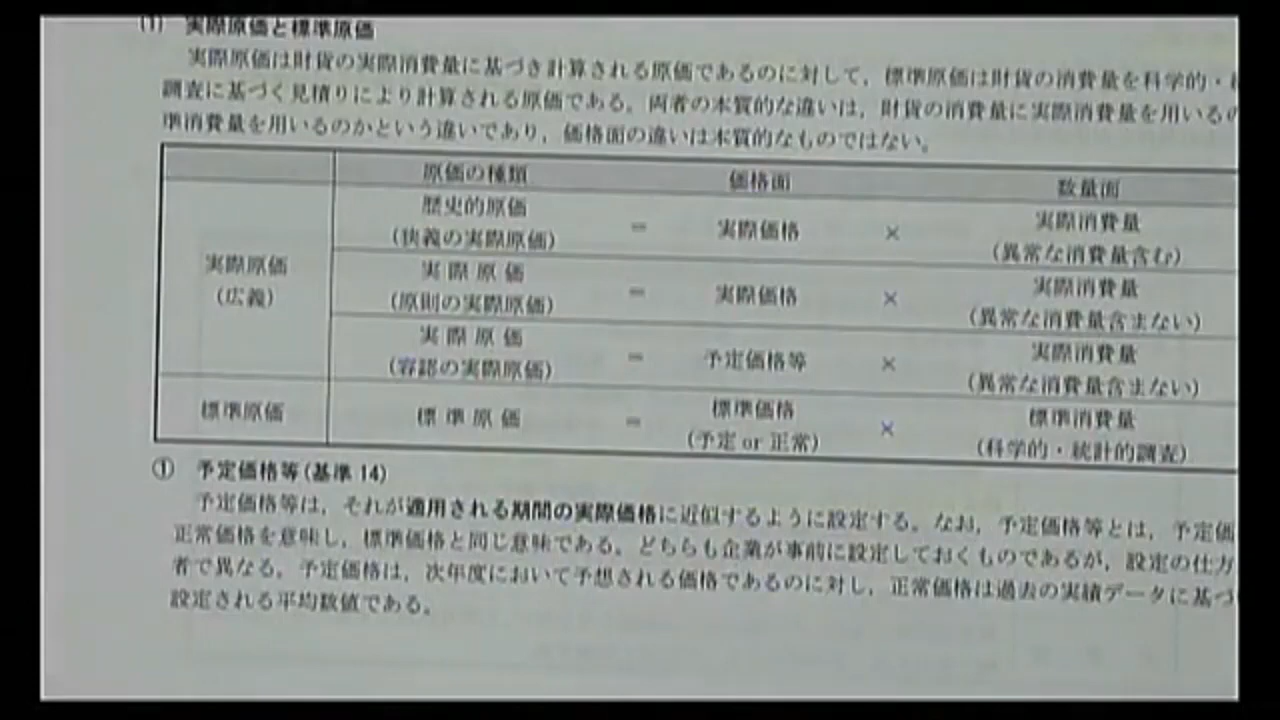 (1) 実際原価と標準原価
実際原価は財貨の実際消費量に基づき計算される原価であるのに対して，標準原価は財貨の消費量を科学的・
調査に基づく見積りにより計算される原価である。両者の本質的な違いは，財貨の消費量に実際消費量を用いるの
準消費量を用いるのかという違いであり，価格面の違いは本質的なものではない。
原価の種類 価格面 数量面
歴史的原価 ＝ 実際価格 × 実際消費量
(狭義の実際原価) (異常な消費量含む)
実際原価 実際原価 ＝ 実際価格 × 実際消費量
(広義) (原則の実際原価) (異常な消費量含まない)
実際原価 ＝ 予定価格等 × 実際消費量
(容認の実際原価) (異常な消費量含まない)
標準原価 標準原価 ＝ 標準価格 × 標準消費量
(予定 or 正常) (科学的・統計的調査)
① 予定価格等(基準 14)
予定価格等は，それが適用される期間の実際価格に近似するように設定する。なお，予定価格等とは，予定価
正常価格を意味し，標準価格と同じ意味である。どちらも企業が事前に設定しておくものであるが，設定の仕方
者で異なる。予定価格は，次年度において予想される価格であるのに対し，正常価格は過去の実績データに基づ
設定される平均数値である。